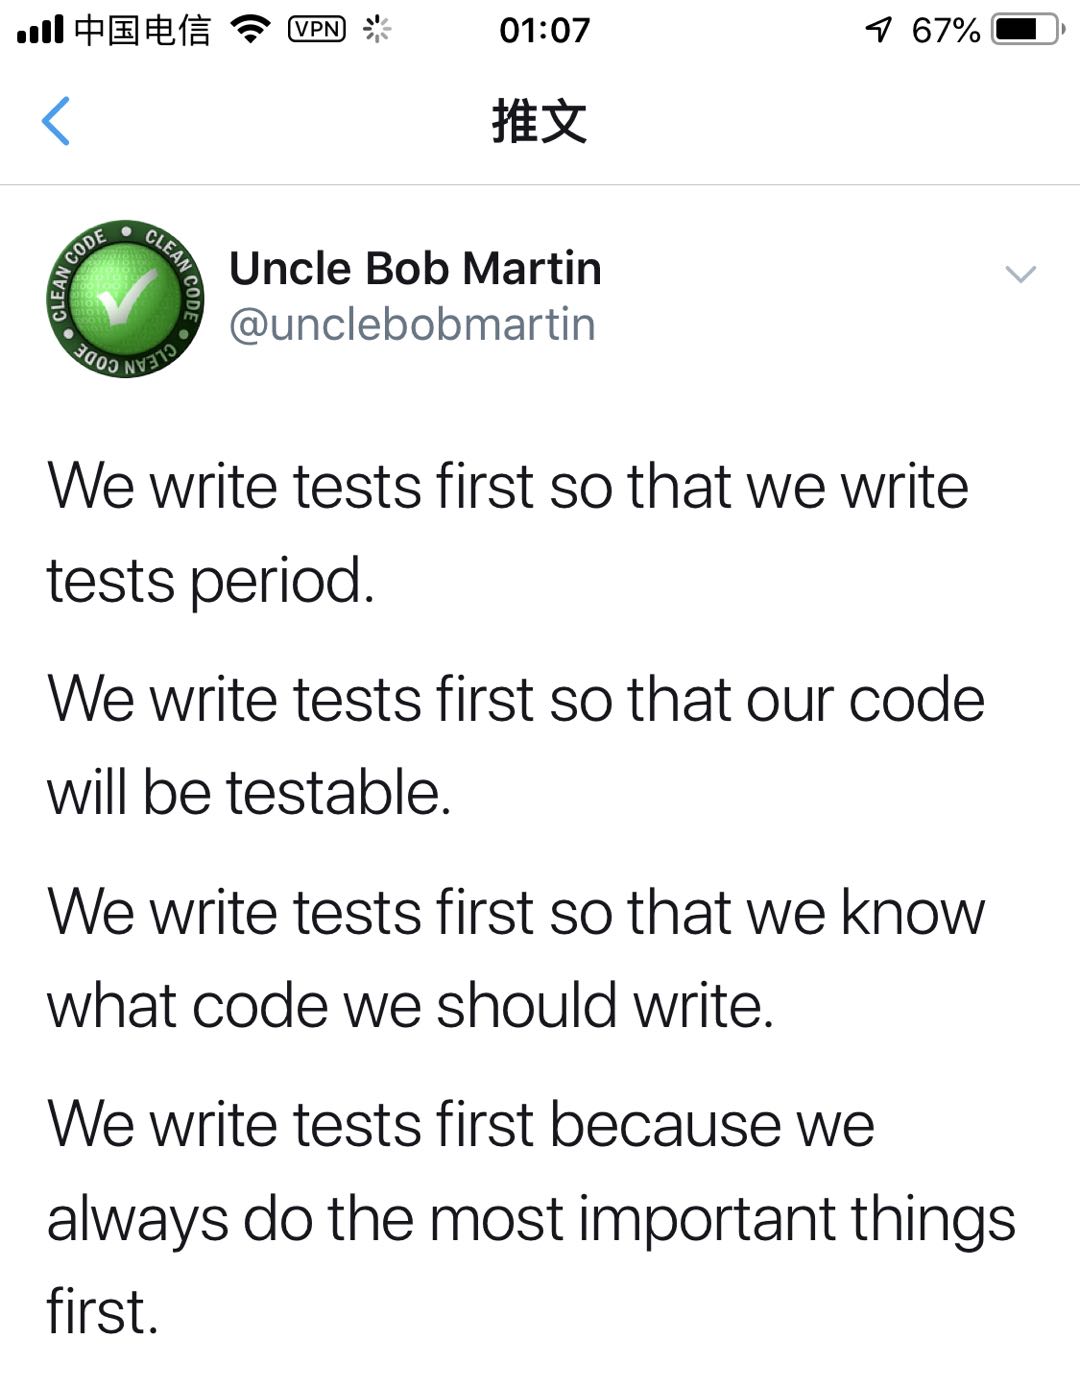 中国电信 VPN 01:07 67%
推文
CLEAN CODE • CLEAN CODE • CLEAN CODE •
Uncle Bob Martin
@unclebobmartin
We write tests first so that we write
tests period.
We write tests first so that our code
will be testable.
We write tests first so that we know
what code we should write.
We write tests first because we
always do the most important things
first.